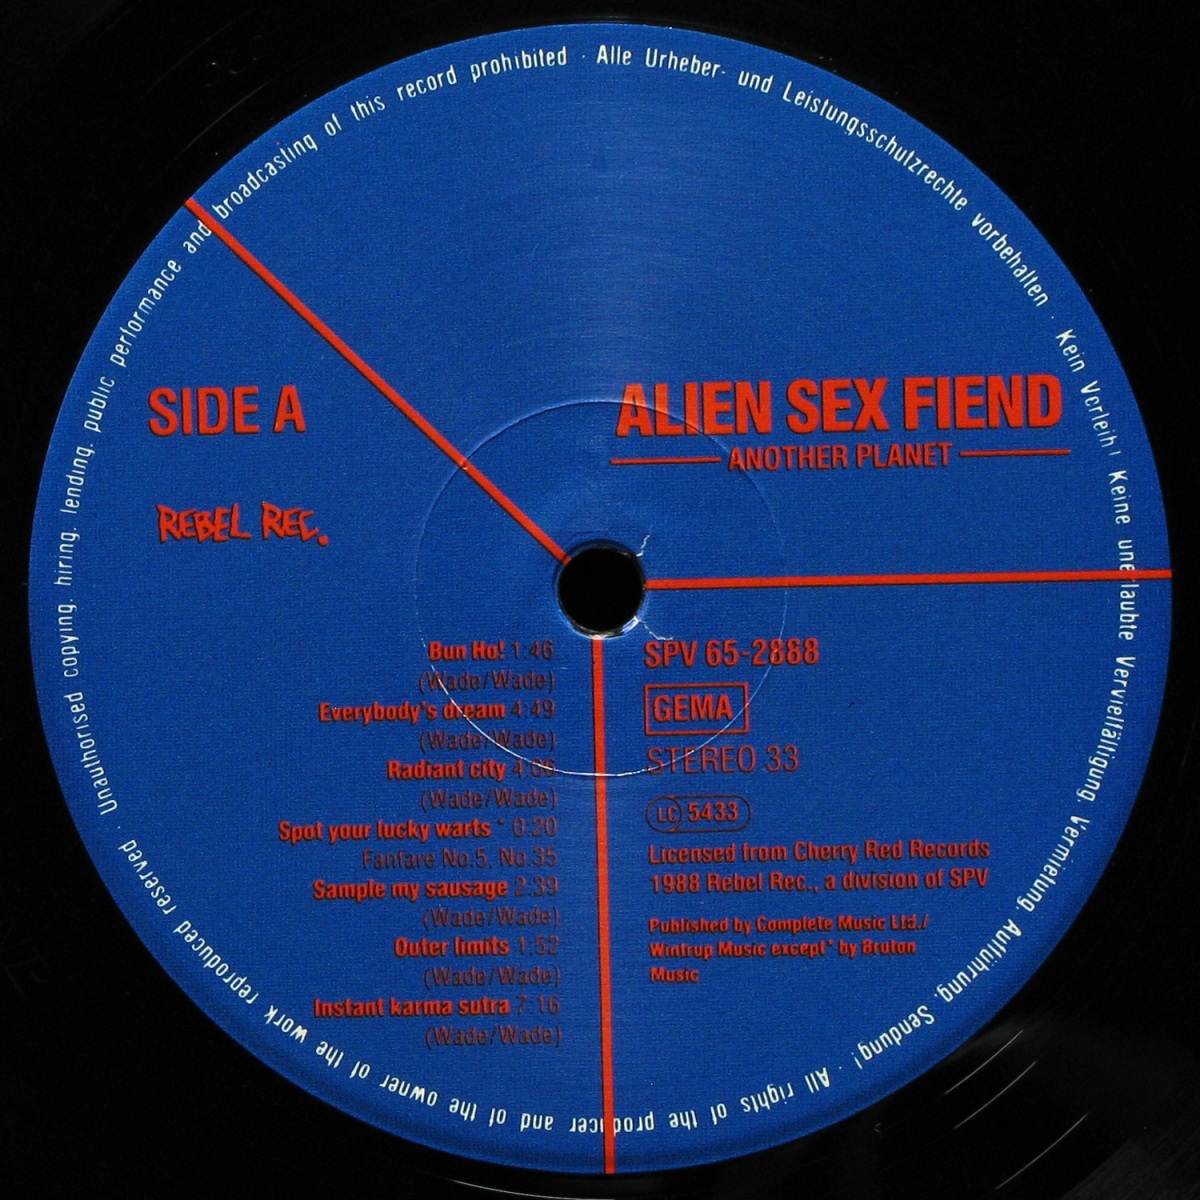 Alle Urheber- und Leistungsschutzrechte vorbehalten · Kein Verleih! Keine unerlaubte Vervielfältigung, Vermietung, Aufführung, Sendung! · All rights of the producer and of the owner of the work reproduced reserved · Unauthorised copying, hiring, lending, public performance and broadcasting of this record prohibited ·
SIDE A
REBEL REC.
ALIEN SEX FIEND
ANOTHER PLANET
Bun Ho! 1:46
(Wade/Wade)
Everybody's dream 4:49
(Wade/Wade)
Radiant city 4:06
(Wade/Wade)
Spot your lucky warts * 0:20
Fanfare No.5, No.35
Sample my sausage 2:39
(Wade/Wade)
Outer limits 1:52
(Wade/Wade)
Instant karma sutra 7:16
(Wade/Wade)
SPV 65-2888
GEMA
STEREO 33
LC 5433
Licensed from Cherry Red Records
1988 Rebel Rec., a division of SPV
Published by Complete Music Ltd./
Wintrup Music except* by Bruton
Music